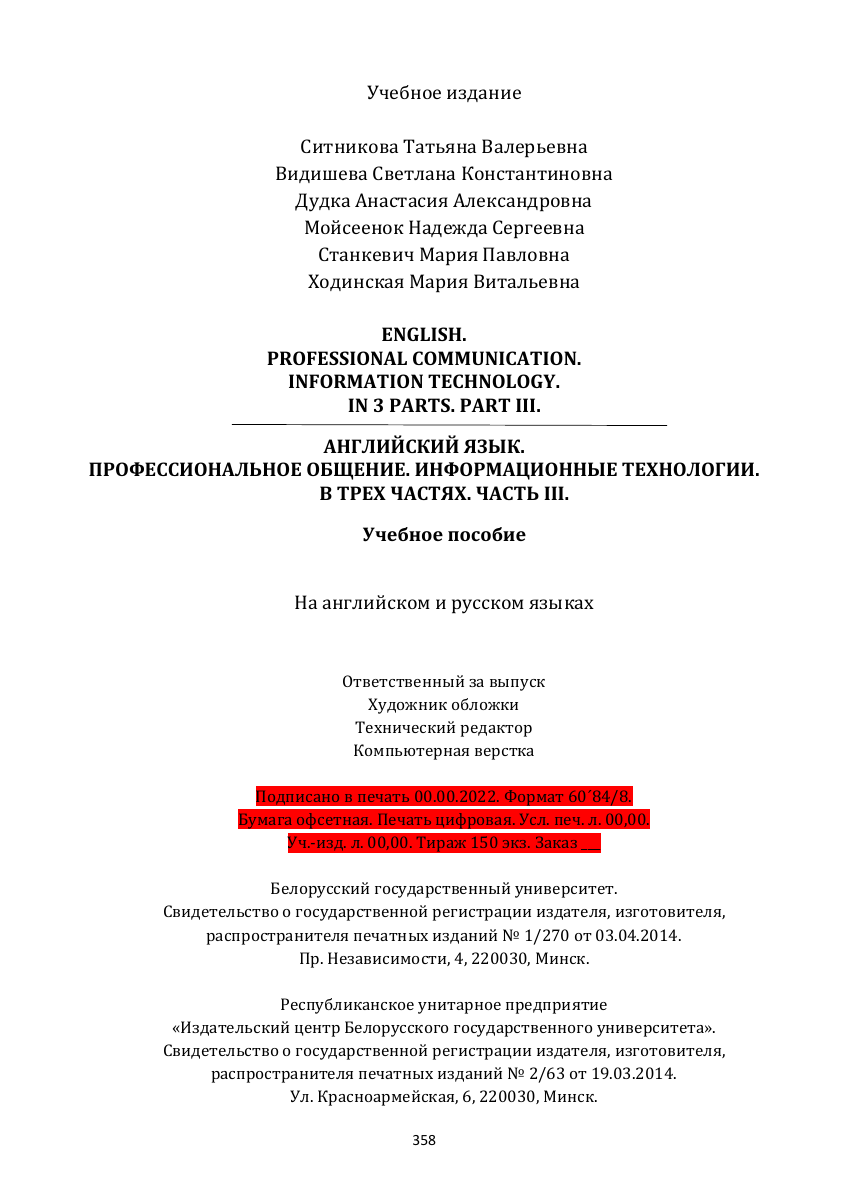 Учебное издание
Ситникова Татьяна Валерьевна
Видишева Светлана Константиновна
Дудка Анастасия Александровна
Мойсеенок Надежда Сергеевна
Станкевич Мария Павловна
Ходинская Мария Витальевна
ENGLISH.
PROFESSIONAL COMMUNICATION.
INFORMATION TECHNOLOGY.
IN 3 PARTS. PART III.
АНГЛИЙСКИЙ ЯЗЫК.
ПРОФЕССИОНАЛЬНОЕ ОБЩЕНИЕ. ИНФОРМАЦИОННЫЕ ТЕХНОЛОГИИ.
В ТРЕХ ЧАСТЯХ. ЧАСТЬ III.
Учебное пособие
На английском и русском языках
Ответственный за выпуск
Художник обложки
Технический редактор
Компьютерная верстка
Подписано в печать 00.00.2022. Формат 60´84/8.
Бумага офсетная. Печать цифровая. Усл. печ. л. 00,00.
Уч.-изд. л. 00,00. Тираж 150 экз. Заказ ___
Белорусский государственный университет.
Свидетельство о государственной регистрации издателя, изготовителя,
распространителя печатных изданий № 1/270 от 03.04.2014.
Пр. Независимости, 4, 220030, Минск.
Республиканское унитарное предприятие
«Издательский центр Белорусского государственного университета».
Свидетельство о государственной регистрации издателя, изготовителя,
распространителя печатных изданий № 2/63 от 19.03.2014.
Ул. Красноармейская, 6, 220030, Минск.
358